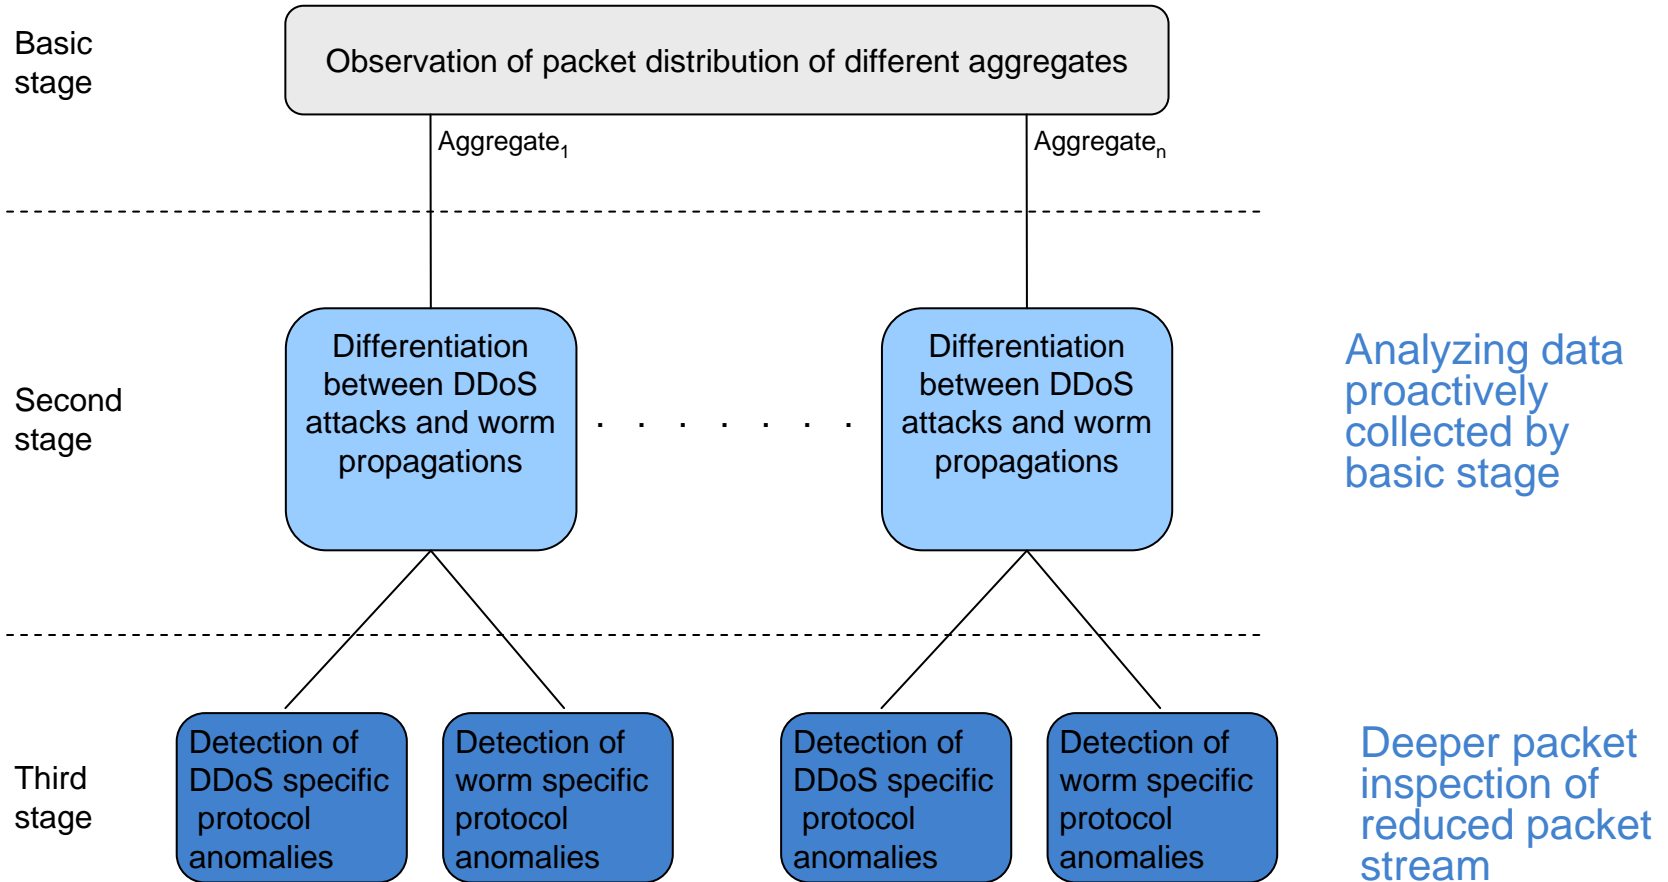 Basic
stage
Observation of packet distribution of different aggregates
Aggregate1
Aggregaten
Second
stage
Differentiation
between DDoS
attacks and worm
propagations
. . . . . . .
Differentiation
between DDoS
attacks and worm
propagations
Analyzing data
proactively
collected by
basic stage
Third
stage
Detection of
DDoS specific
protocol
anomalies
Detection of
worm specific
protocol
anomalies
Detection of
DDoS specific
protocol
anomalies
Detection of
worm specific
protocol
anomalies
Deeper packet
inspection of
reduced packet
stream